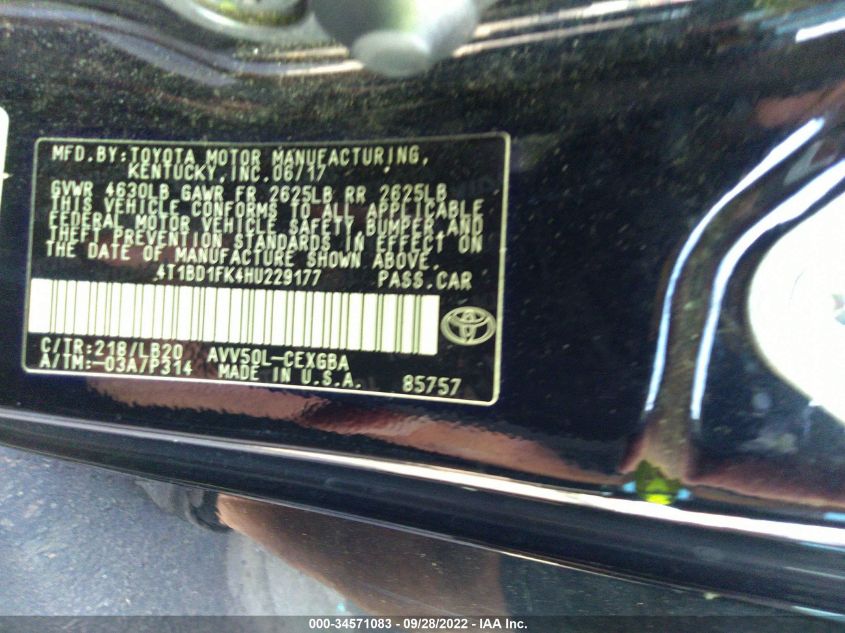 MFD.BY:TOYOTA MOTOR MANUFACTURING,
KENTUCKY,INC.06/17
GVWR 4630LB GAWR FR 2625LB RR 2625LB
THIS VEHICLE CONFORMS TO ALL APPLICABLE
FEDERAL MOTOR VEHICLE SAFETY,BUMPER,AND
THEFT PREVENTION STANDARDS IN EFFECT ON
THE DATE OF MANUFACTURE SHOWN ABOVE.
4T1BD1FK4HU229177 PASS.CAR
C/TR:218/LB20 AVV50L-CEXGBA
A/TM:-03A/P314 MADE IN U.S.A. 85757
000-34571083 - 09/28/2022 - IAA Inc.